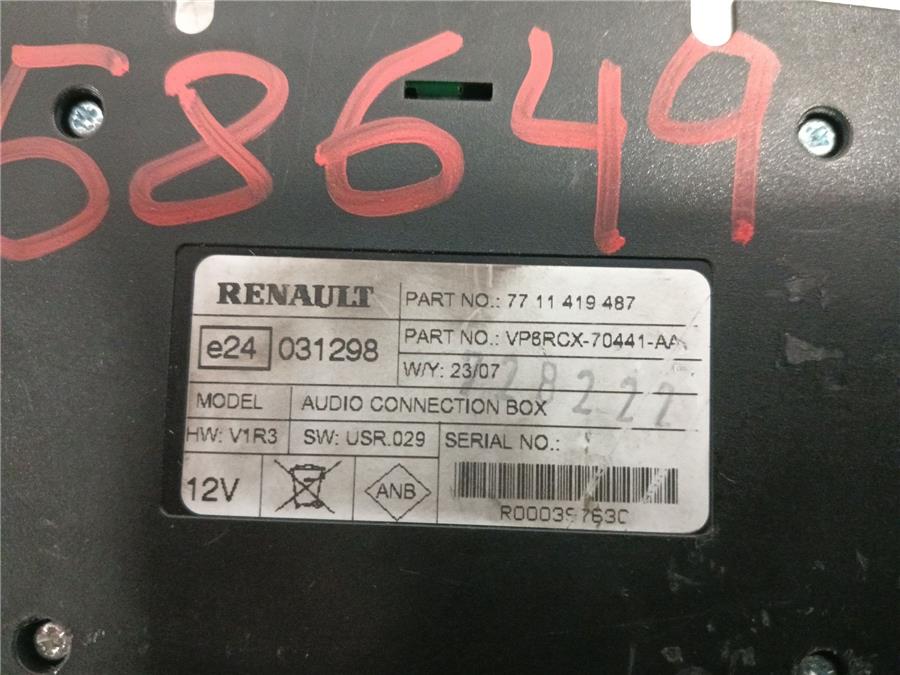 58649
RENAULT
PART NO.: 77 11 419 487
e24 031298
PART NO.: VP6RCX-70441-AA
W/Y: 23/07
228222
MODEL AUDIO CONNECTION BOX
HW: V1R3 SW: USR.029 SERIAL NO.:
12V ANB